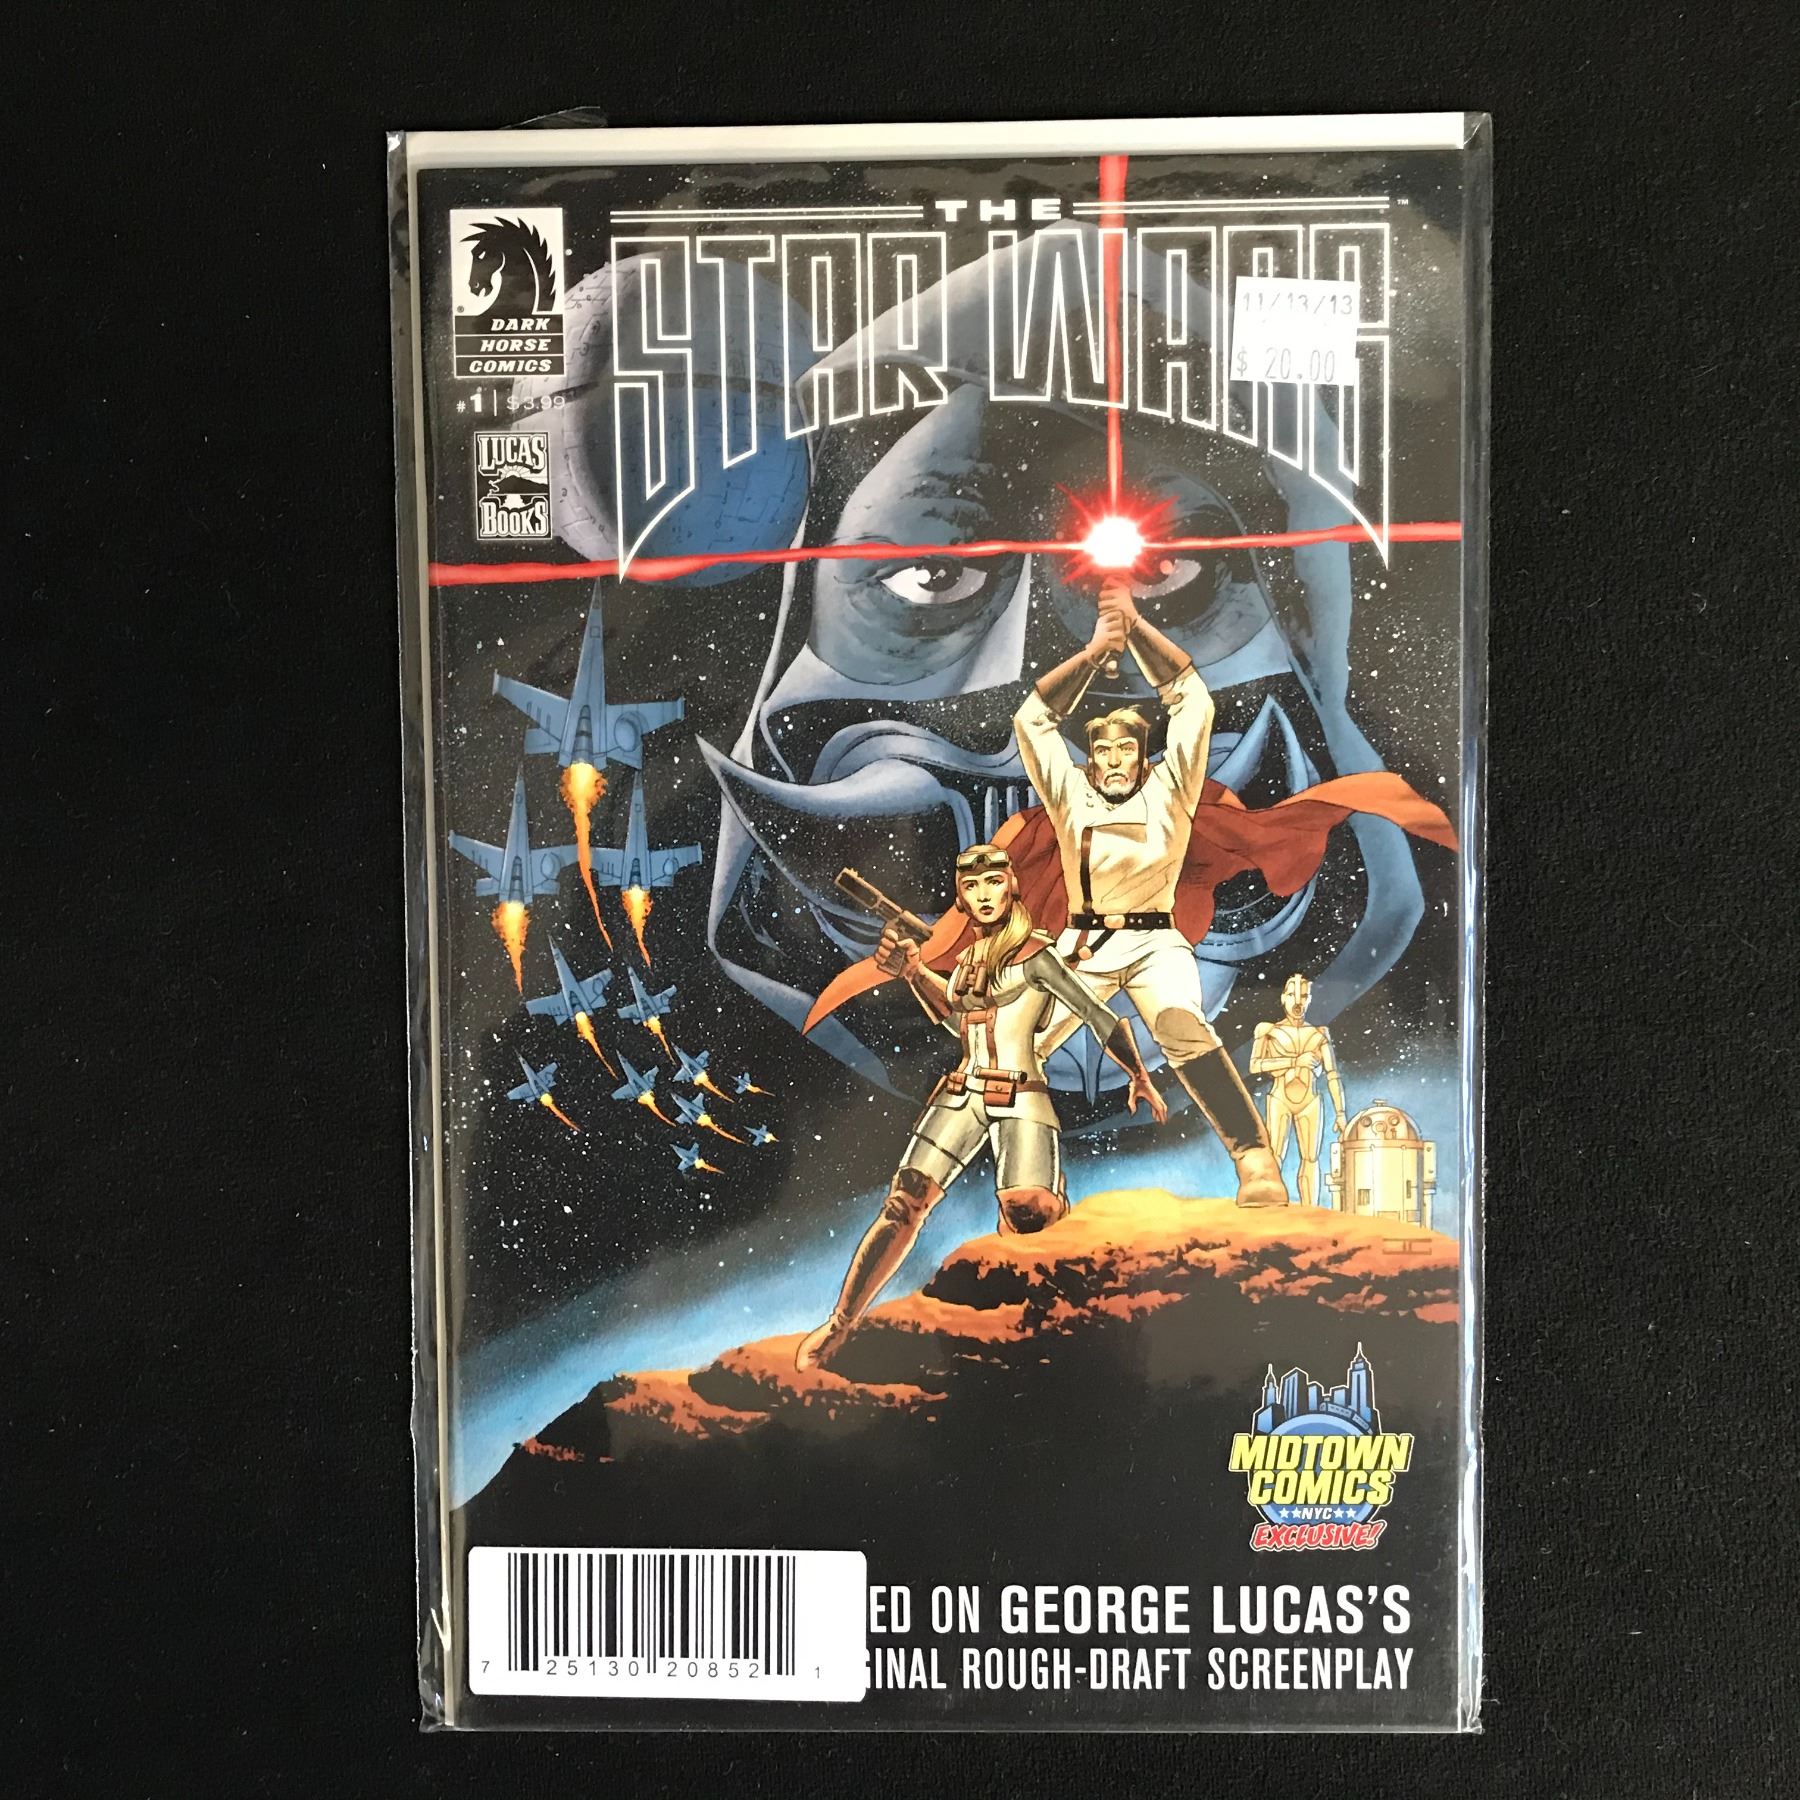 THE
STAR WARS
™
11/13/13
$ 20.00
®
DARK
HORSE
COMICS
#1 | $3.99
LUCAS
BOOKS
MIDTOWN
COMICS
NYC
EXCLUSIVE!
ED ON GEORGE LUCAS'S
GINAL ROUGH-DRAFT SCREENPLAY
7 25130 20852 1